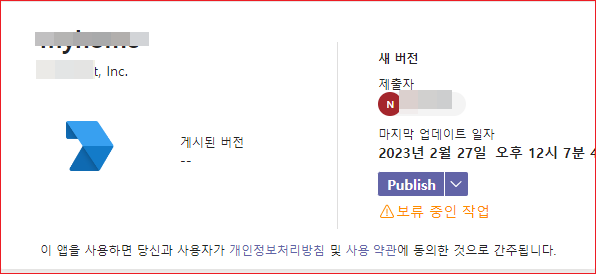 t, Inc.
게시된 버전
--
새 버전
제출자
N
마지막 업데이트 일자
2023년 2월 27일 오후 12시 7분
Publish
보류 중인 작업
이 앱을 사용하면 당신과 사용자가 개인정보처리방침 및 사용 약관에 동의한 것으로 간주됩니다.